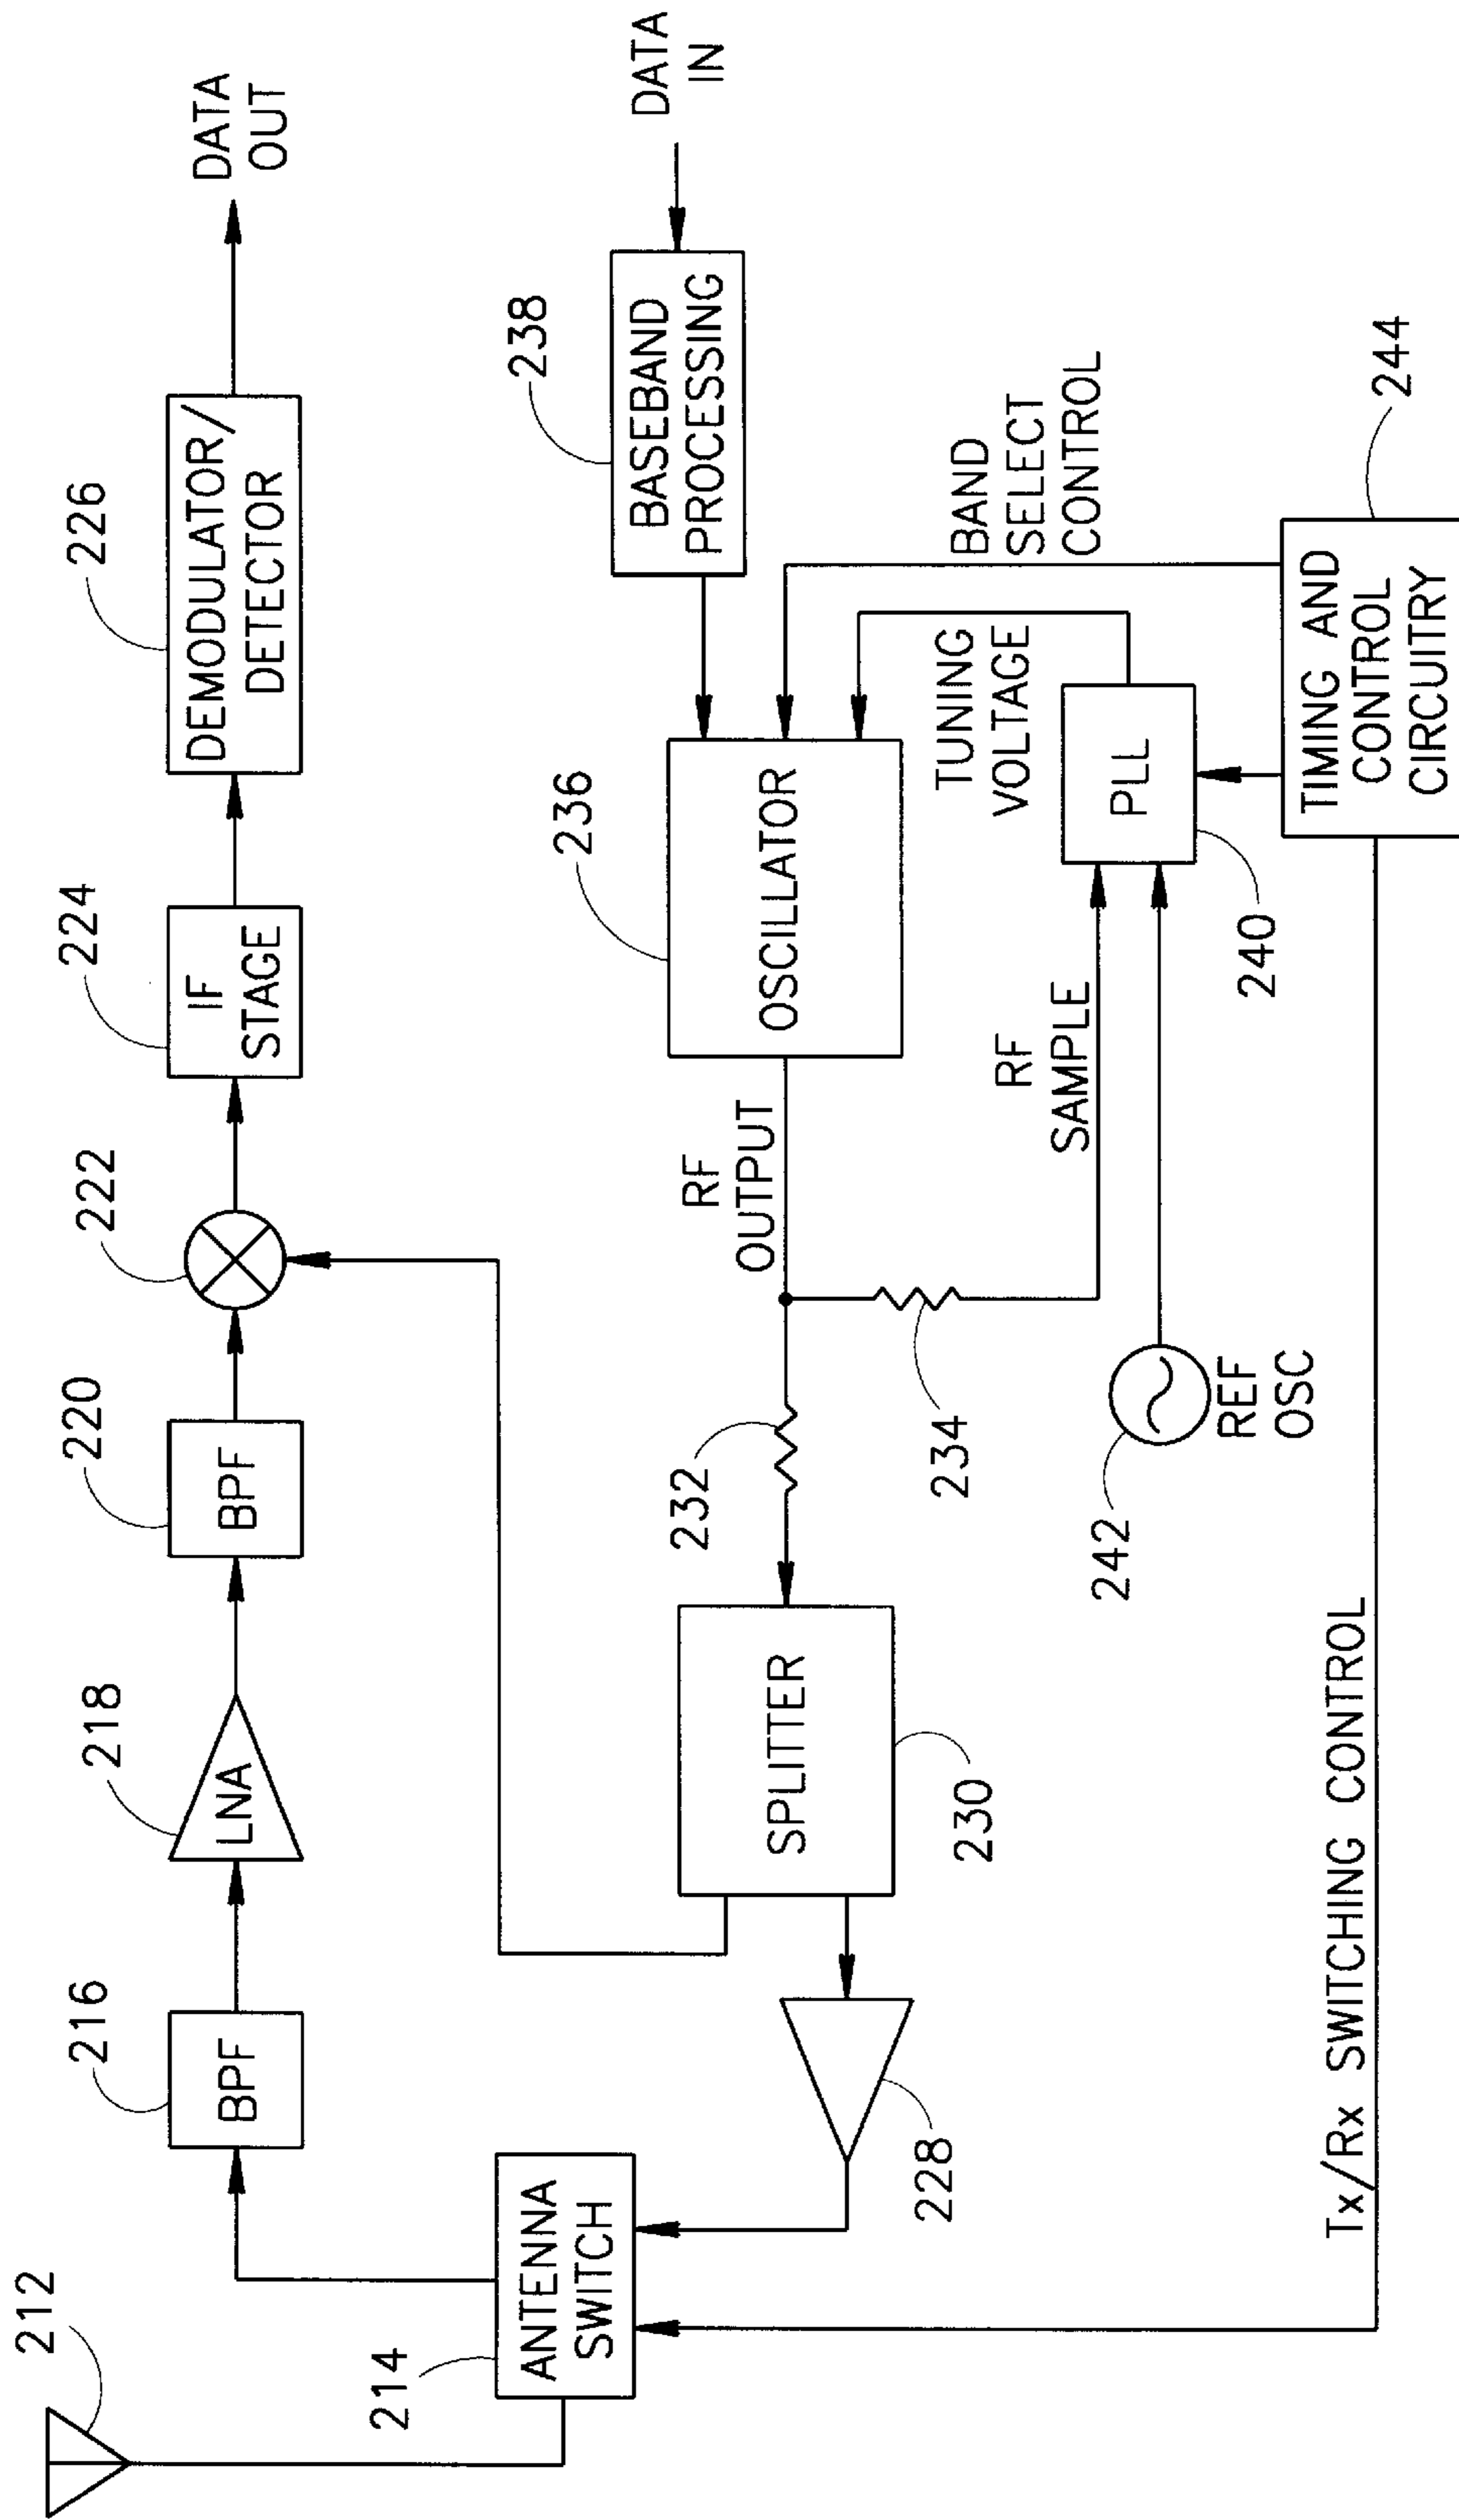 212
214
ANTENNA
SWITCH
216
BPF
218
LNA
220
BPF
222
224
IF
STAGE
226
DEMODULATOR/
DETECTOR
DATA
OUT
228
230
SPLITTER
232
234
RF
OUTPUT
236
OSCILLATOR
238
BASEBAND
PROCESSING
DATA
IN
RF
SAMPLE
TUNING
VOLTAGE
BAND
SELECT
CONTROL
242
REF
OSC
240
PLL
244
TIMING AND
CONTROL
CIRCUITRY
Tx/Rx SWITCHING CONTROL